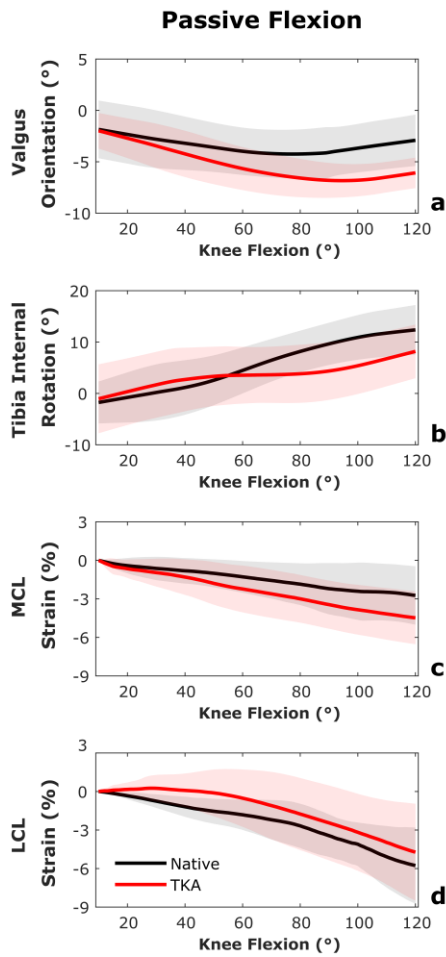 Passive Flexion
Valgus
Orientation (°)
5
0
-5
-10
20 40 60 80 100 120
Knee Flexion (°)
a
Tibia Internal
Rotation (°)
20
10
0
-10
20 40 60 80 100 120
Knee Flexion (°)
b
MCL
Strain (%)
3
0
-3
-6
-9
20 40 60 80 100 120
Knee Flexion (°)
c
LCL
Strain (%)
3
0
-3
-6
-9
Native
TKA
20 40 60 80 100 120
Knee Flexion (°)
d